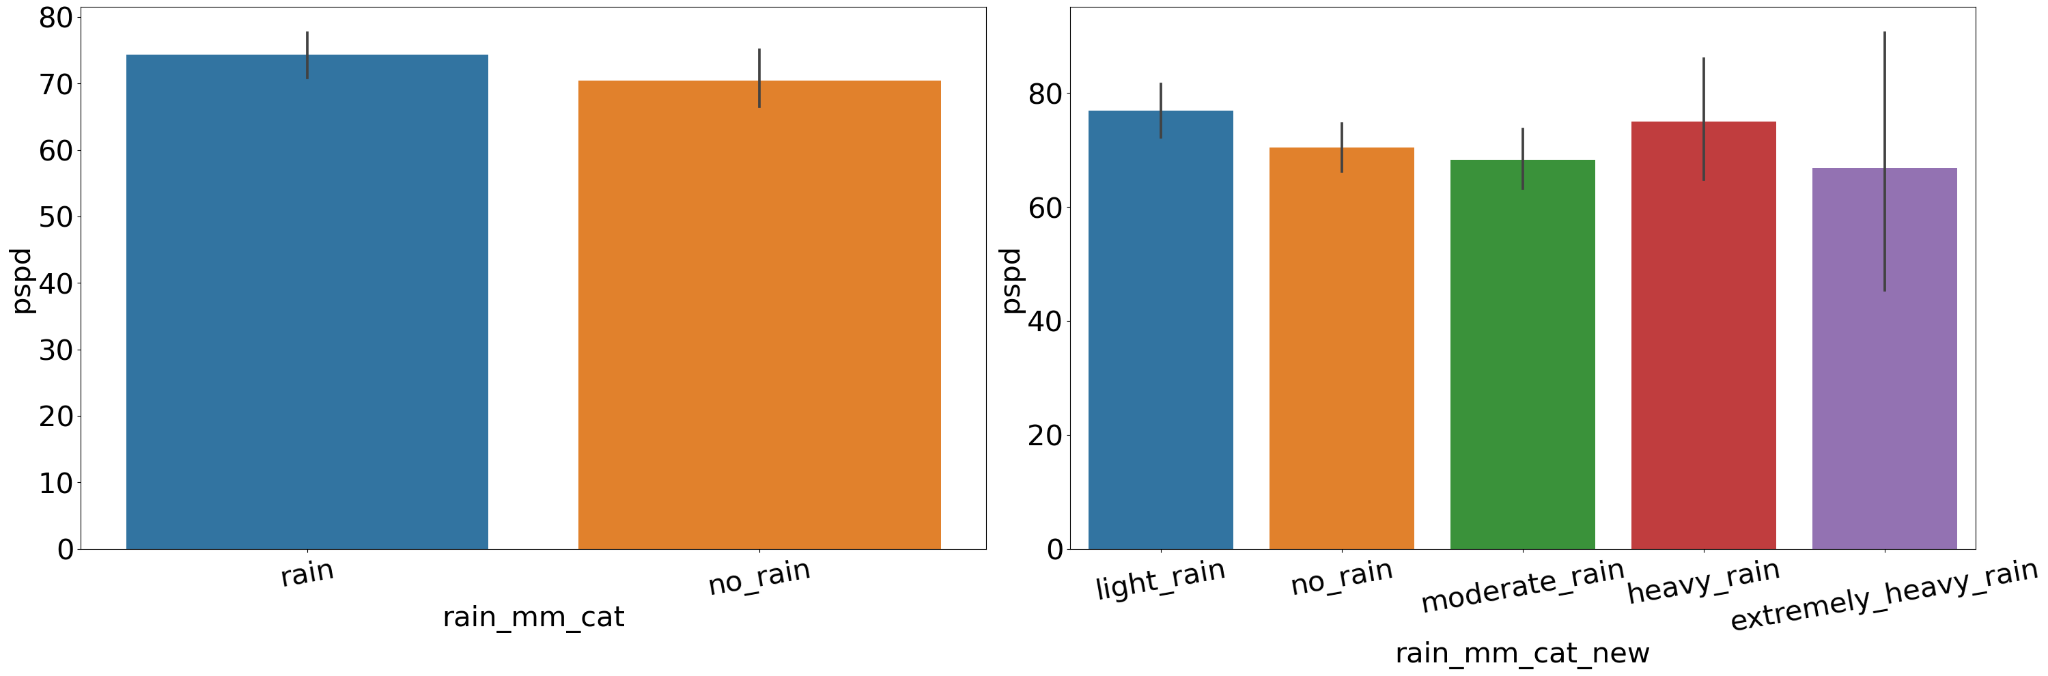 80
70
60
50
40
30
20
10
0
pspd
rain
no_rain
rain_mm_cat
80
60
40
20
0
pspd
light_rain
no_rain
moderate_rain
heavy_rain
extremely_heavy_rain
rain_mm_cat_new